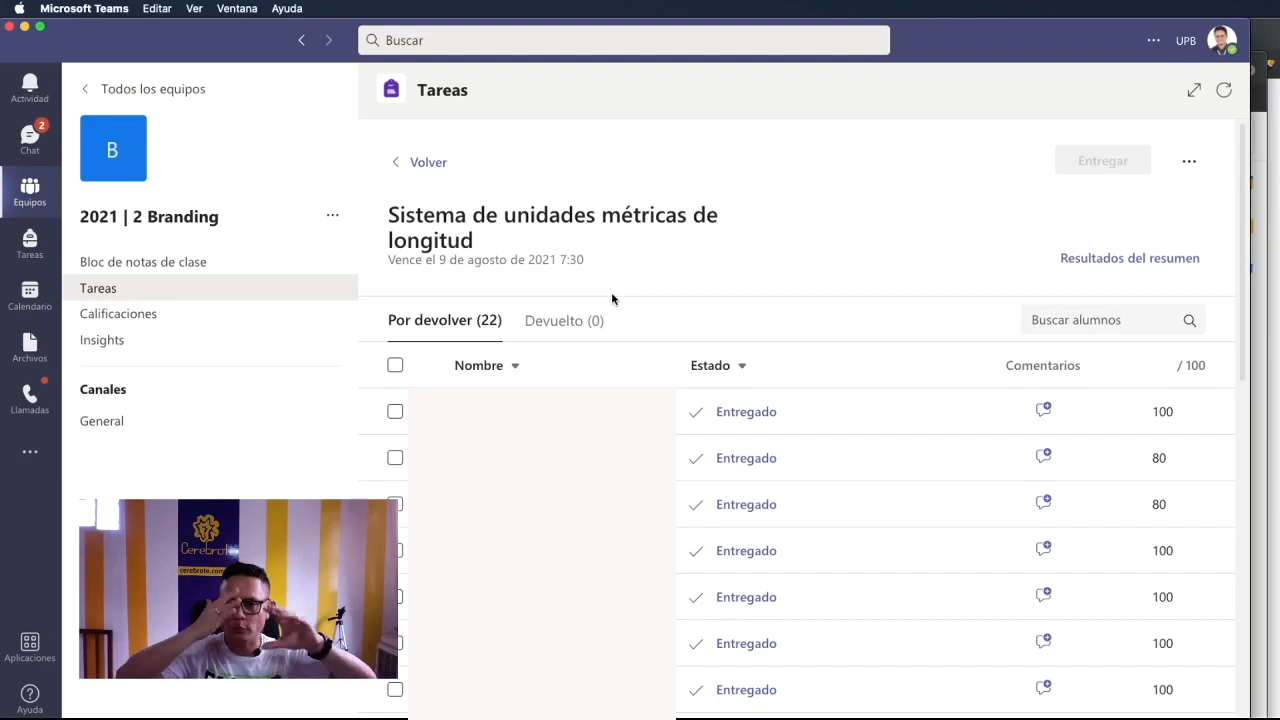 Microsoft Teams Editar Ver Ventana Ayuda
Buscar
UPB
Actividad
Chat
2
Equipos
Tareas
Calendario
Archivos
Llamadas
Aplicaciones
Ayuda
Todos los equipos
B
2021 | 2 Branding
Bloc de notas de clase
Tareas
Calificaciones
Insights
Canales
General
Tareas
Volver
Entregar
Sistema de unidades métricas de
longitud
Vence el 9 de agosto de 2021 7:30
Resultados del resumen
Por devolver (22) Devuelto (0)
Buscar alumnos
Nombre Estado Comentarios / 100
Entregado 100
Entregado 80
Entregado 80
Entregado 100
Entregado 100
Entregado 100
Entregado 100
Cerebrote
cerebrote.com